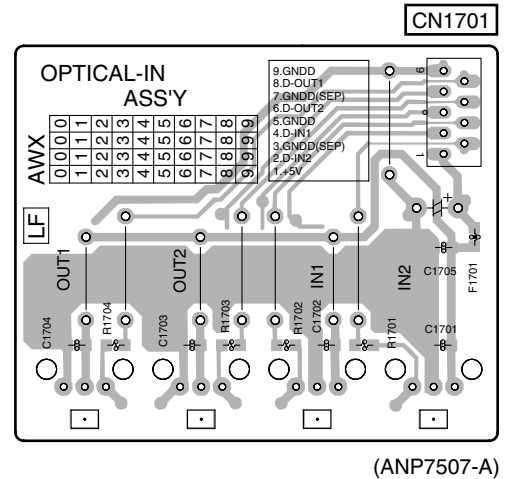 CN1701
OPTICAL-IN
ASS'Y
9.GNDD
8.D-OUT1
7.GNDD(SEP)
6.D-OUT2
5.GNDD
4.D-IN1
3.GNDD(SEP)
2.D-IN2
1.+5V
9
1
AWX
0 1 2 3 4 5 6 7 8 9
0 1 2 3 4 5 6 7 8 9
0 1 2 3 4 5 6 7 8 9
0 1 2 3 4 5 6 7 8 9
LF
+
OUT1
OUT2
IN1
IN2
C1705
F1701
C1704
R1704
C1703
R1703
R1702
C1702
R1701
C1701
(ANP7507-A)